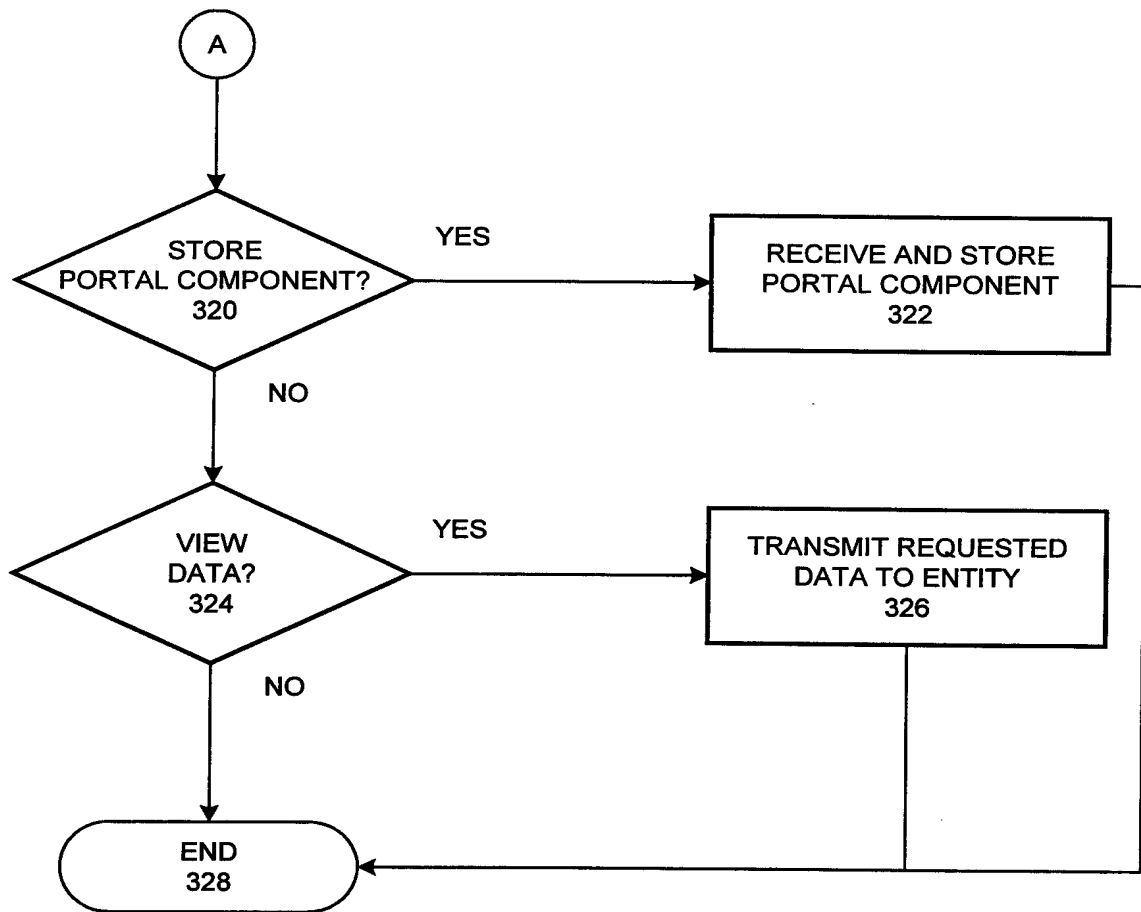 A
STORE
PORTAL COMPONENT?
320
YES
RECEIVE AND STORE
PORTAL COMPONENT
322
NO
VIEW
DATA?
324
YES
TRANSMIT REQUESTED
DATA TO ENTITY
326
NO
END
328